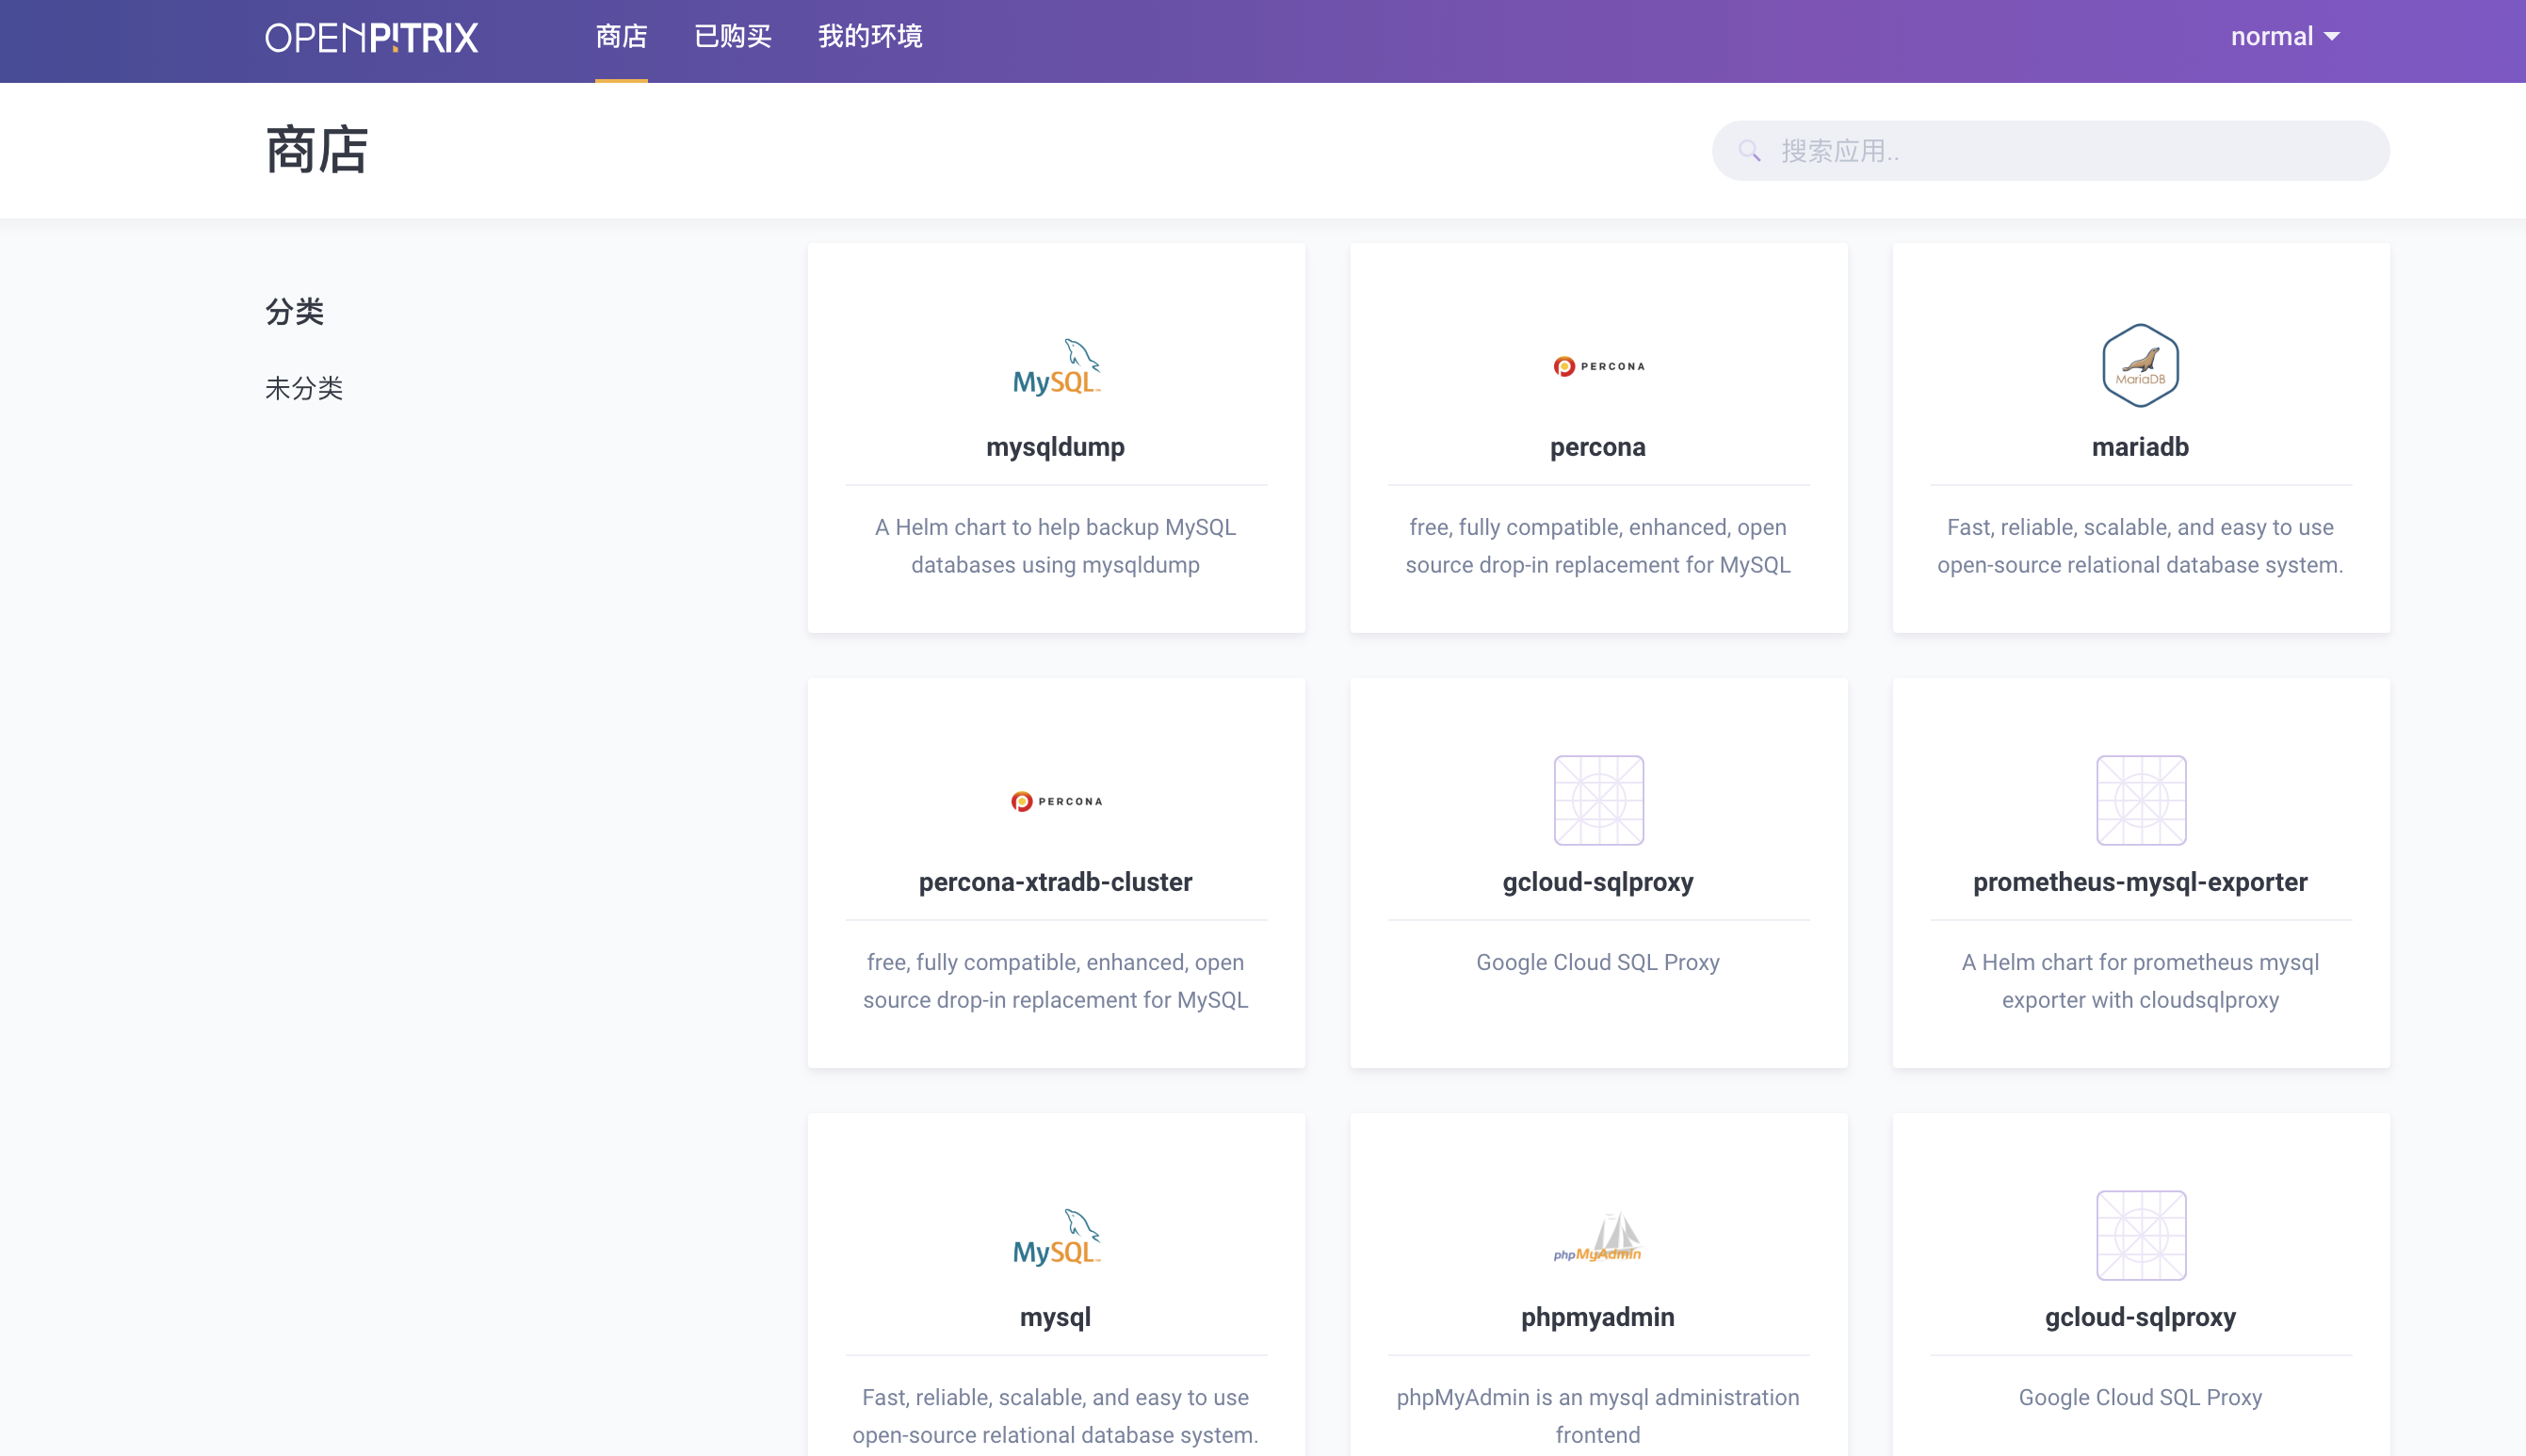 OPENPITRIX
商店
已购买
我的环境
normal
商店
搜索应用..
分类
未分类
MySQL
mysqldump
A Helm chart to help backup MySQL
databases using mysqldump
PERCONA
percona
free, fully compatible, enhanced, open
source drop-in replacement for MySQL
MariaDB
mariadb
Fast, reliable, scalable, and easy to use
open-source relational database system.
PERCONA
percona-xtradb-cluster
free, fully compatible, enhanced, open
source drop-in replacement for MySQL
gcloud-sqlproxy
Google Cloud SQL Proxy
prometheus-mysql-exporter
A Helm chart for prometheus mysql
exporter with cloudsqlproxy
MySQL
mysql
Fast, reliable, scalable, and easy to use
open-source relational database system.
phpMyAdmin
phpmyadmin
phpMyAdmin is an mysql administration
frontend
gcloud-sqlproxy
Google Cloud SQL Proxy